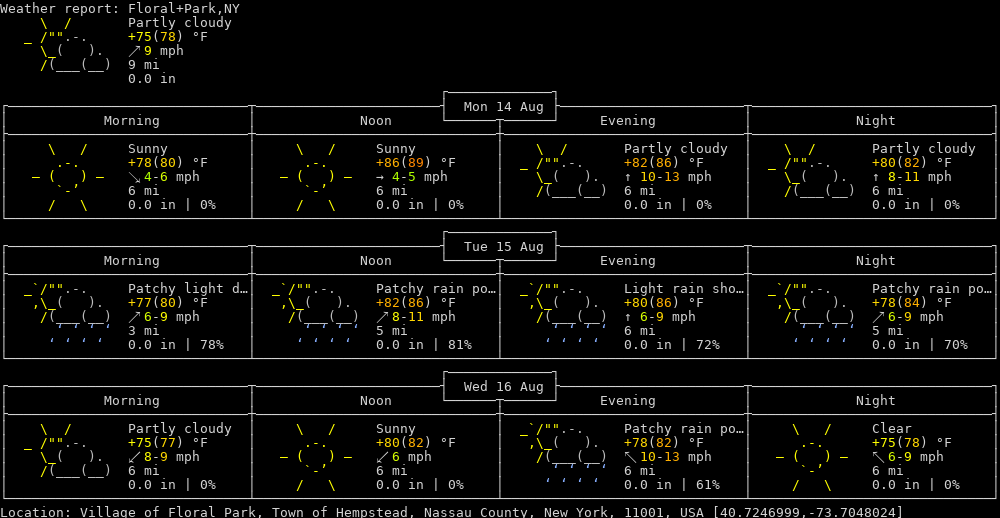 Weather report: Floral+Park,NY
Partly cloudy
+75(78) °F
↗ 9 mph
9 mi
0.0 in
Mon 14 Aug
Morning Noon Evening Night
Sunny Sunny Partly cloudy Partly cloudy
+78(80) °F +86(89) °F +82(86) °F +80(82) °F
↘ 4-6 mph → 4-5 mph ↑ 10-13 mph ↑ 8-11 mph
6 mi 6 mi 6 mi 6 mi
0.0 in | 0% 0.0 in | 0% 0.0 in | 0% 0.0 in | 0%
Tue 15 Aug
Morning Noon Evening Night
Patchy light d… Patchy rain po… Light rain sho… Patchy rain po…
+77(80) °F +82(86) °F +80(86) °F +78(84) °F
↗ 6-9 mph ↗ 8-11 mph ↑ 6-9 mph ↗ 6-9 mph
3 mi 5 mi 6 mi 5 mi
0.0 in | 78% 0.0 in | 81% 0.0 in | 72% 0.0 in | 70%
Wed 16 Aug
Morning Noon Evening Night
Partly cloudy Sunny Patchy rain po… Clear
+75(77) °F +80(82) °F +78(82) °F +75(78) °F
↙ 8-9 mph ↙ 6 mph ↖ 10-13 mph ↖ 6-9 mph
6 mi 6 mi 6 mi 6 mi
0.0 in | 0% 0.0 in | 0% 0.0 in | 61% 0.0 in | 0%
Location: Village of Floral Park, Town of Hempstead, Nassau County, New York, 11001, USA [40.7246999,-73.7048024]